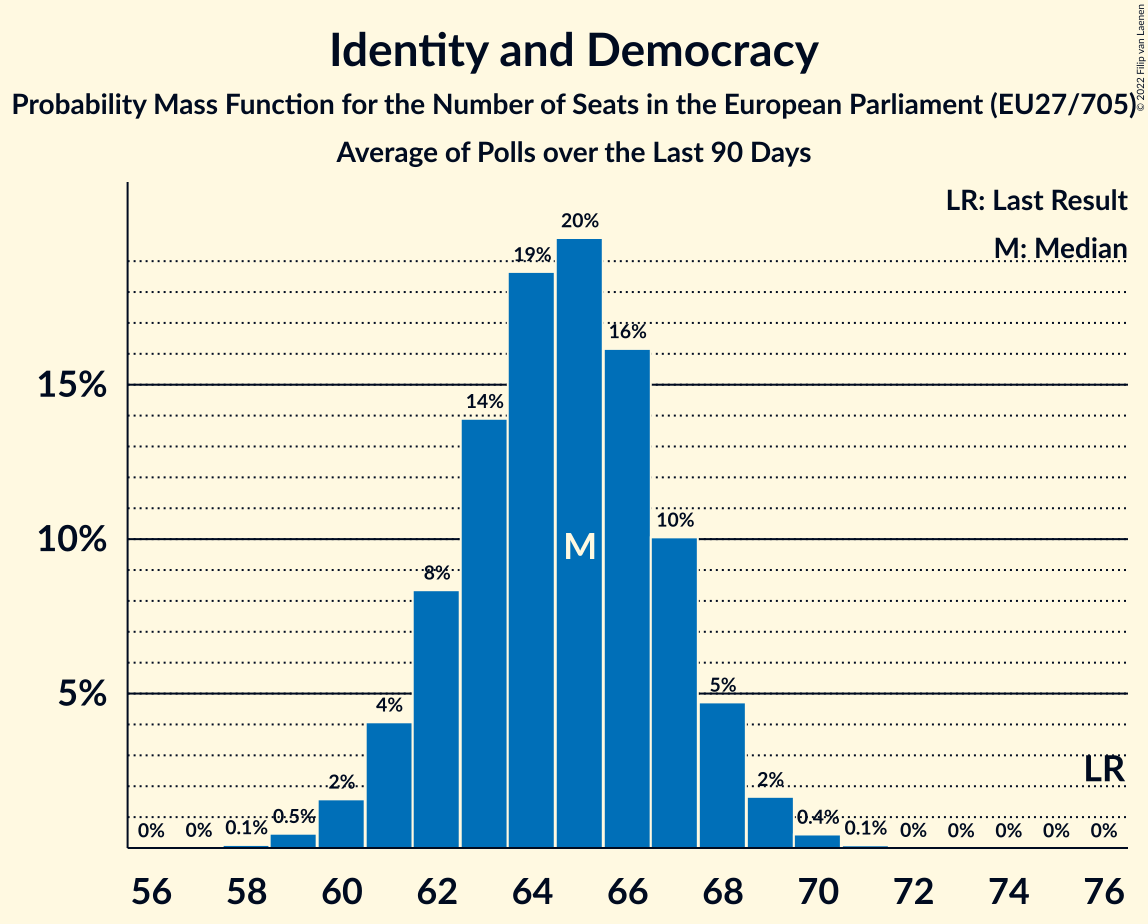 Identity and Democracy
Probability Mass Function for the Number of Seats in the European Parliament (EU27/705)
Average of Polls over the Last 90 Days
© 2022 Filip van Laenen
LR: Last Result
M: Median
20%
19%
16%
15%
14%
10%
10%
M
8%
5%
5%
4%
LR
2%
2%
0% 0% 0.1% 0.5% 0.4% 0.1% 0% 0% 0% 0% 0%
56 58 60 62 64 66 68 70 72 74 76